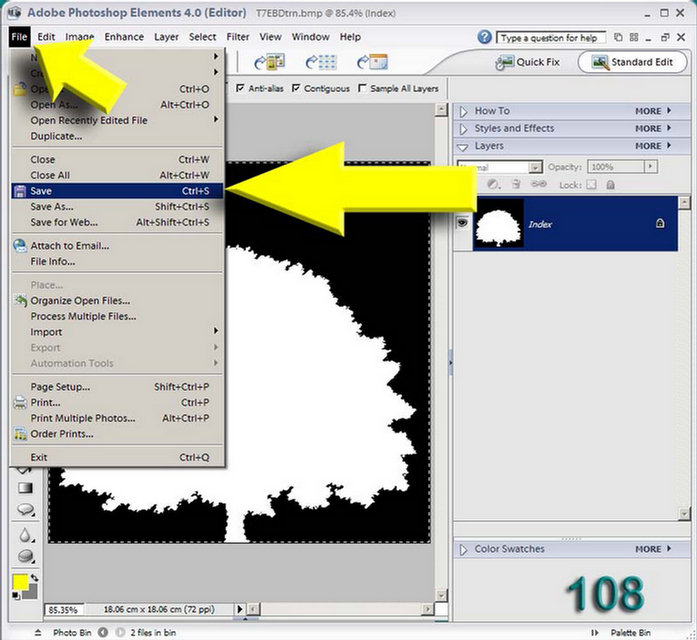 Adobe Photoshop Elements 4.0 (Editor) T7EBDtrn.bmp @ 85.4% (Index)
File Edit Image Enhance Layer Select Filter View Window Help
Type a question for help
Quick Fix Standard Edit
Ctrl+O
Anti-alias Contiguous Sample All Layers
Open As... Alt+Ctrl+O
Open Recently Edited File
Duplicate...
Close Ctrl+W
Close All Alt+Ctrl+W
Save Ctrl+S
Save As... Shift+Ctrl+S
Save for Web... Alt+Shift+Ctrl+S
Attach to Email...
File Info...
Place...
Organize Open Files...
Process Multiple Files...
Import
Export
Automation Tools
Page Setup... Shift+Ctrl+P
Print... Ctrl+P
Print Multiple Photos... Alt+Ctrl+P
Order Prints...
Exit Ctrl+Q
How To MORE
Styles and Effects MORE
Layers MORE
Opacity: 100%
Lock:
Index
Color Swatches MORE
108
85.35% 18.06 cm x 18.06 cm (72 ppi)
Photo Bin 2 files in bin Palette Bin